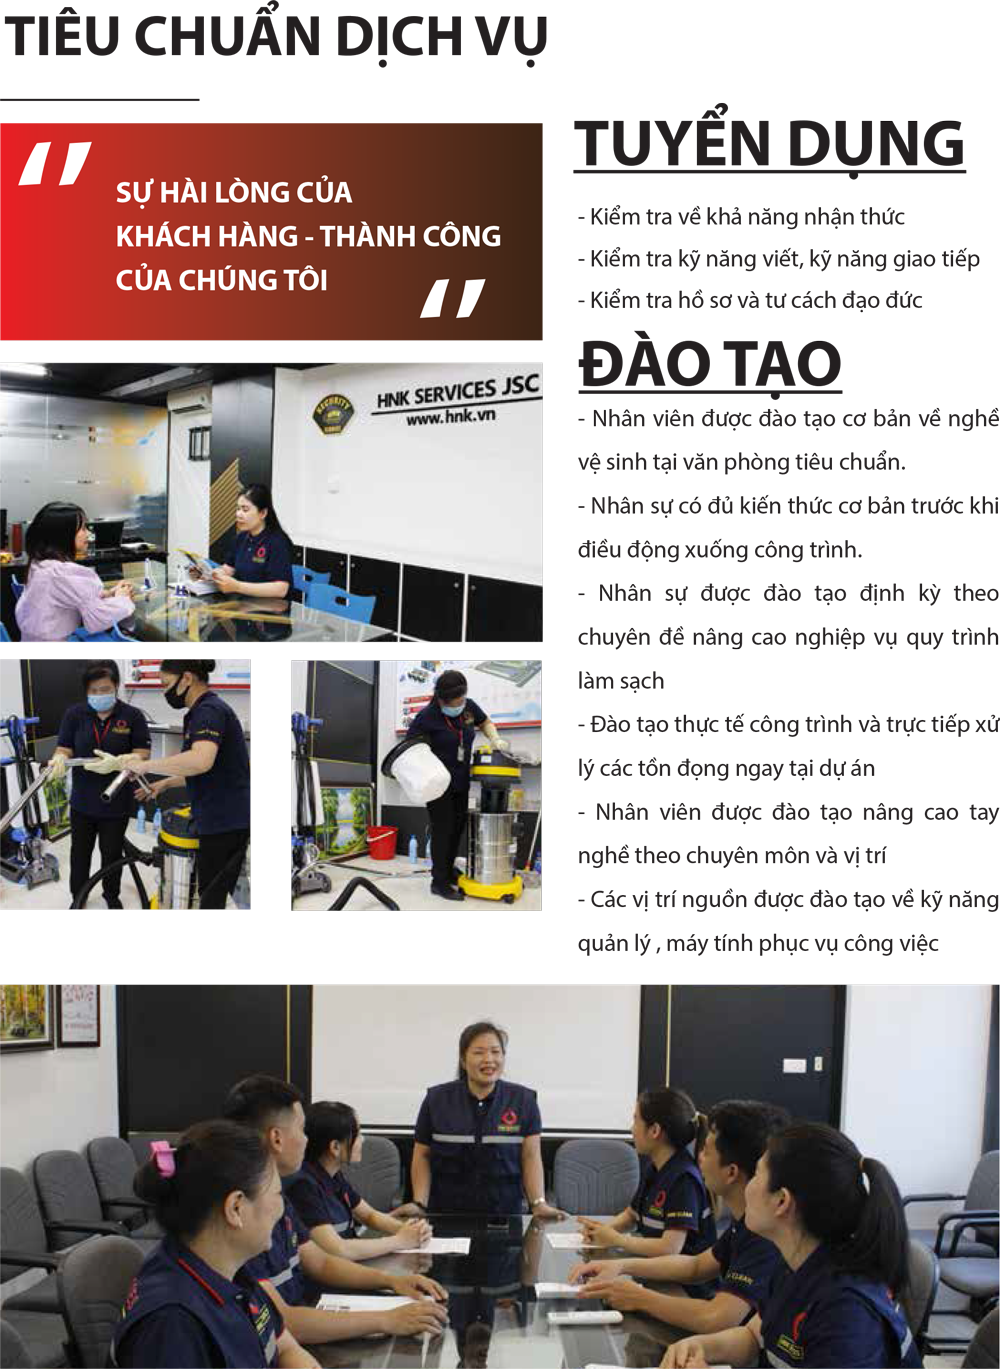 TIÊU CHUẨN DỊCH VỤ
SỰ HÀI LÒNG CỦA
KHÁCH HÀNG - THÀNH CÔNG
CỦA CHÚNG TÔI
HNK SERVICES JSC
www.hnk.vn
SECURITY
TUYỂN DỤNG
- Kiểm tra về khả năng nhận thức
- Kiểm tra kỹ năng viết, kỹ năng giao tiếp
- Kiểm tra hồ sơ và tư cách đạo đức
ĐÀO TẠO
- Nhân viên được đào tạo cơ bản về nghề
vệ sinh tại văn phòng tiêu chuẩn.
- Nhân sự có đủ kiến thức cơ bản trước khi
điều động xuống công trình.
- Nhân sự được đào tạo định kỳ theo
chuyên đề nâng cao nghiệp vụ quy trình
làm sạch
- Đào tạo thực tế công trình và trực tiếp xử
lý các tồn đọng ngay tại dự án
- Nhân viên được đào tạo nâng cao tay
nghề theo chuyên môn và vị trí
- Các vị trí nguồn được đào tạo về kỹ năng
quản lý , máy tính phục vụ công việc